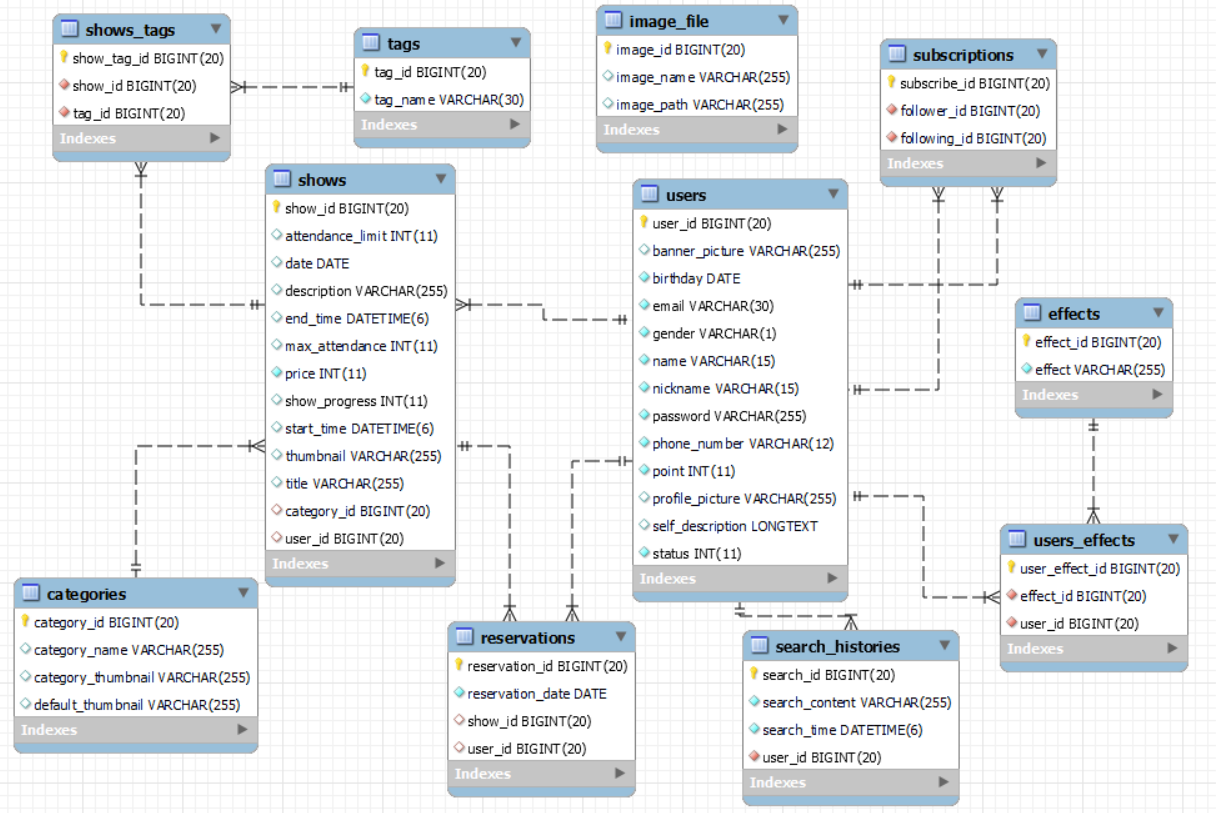 shows_tags
show_tag_id BIGINT(20)
show_id BIGINT(20)
tag_id BIGINT(20)
Indexes
tags
tag_id BIGINT(20)
tag_name VARCHAR(30)
Indexes
image_file
image_id BIGINT(20)
image_name VARCHAR(255)
image_path VARCHAR(255)
Indexes
subscriptions
subscribe_id BIGINT(20)
follower_id BIGINT(20)
following_id BIGINT(20)
Indexes
shows
show_id BIGINT(20)
attendance_limit INT(11)
date DATE
description VARCHAR(255)
end_time DATETIME(6)
max_attendance INT(11)
price INT(11)
show_progress INT(11)
start_time DATETIME(6)
thumbnail VARCHAR(255)
title VARCHAR(255)
category_id BIGINT(20)
user_id BIGINT(20)
Indexes
users
user_id BIGINT(20)
banner_picture VARCHAR(255)
birthday DATE
email VARCHAR(30)
gender VARCHAR(1)
name VARCHAR(15)
nickname VARCHAR(15)
password VARCHAR(255)
phone_number VARCHAR(12)
point INT(11)
profile_picture VARCHAR(255)
self_description LONGTEXT
status INT(11)
Indexes
effects
effect_id BIGINT(20)
effect VARCHAR(255)
Indexes
users_effects
user_effect_id BIGINT(20)
effect_id BIGINT(20)
user_id BIGINT(20)
Indexes
categories
category_id BIGINT(20)
category_name VARCHAR(255)
category_thumbnail VARCHAR(255)
default_thumbnail VARCHAR(255)
Indexes
reservations
reservation_id BIGINT(20)
reservation_date DATE
show_id BIGINT(20)
user_id BIGINT(20)
Indexes
search_histories
search_id BIGINT(20)
search_content VARCHAR(255)
search_time DATETIME(6)
user_id BIGINT(20)
Indexes